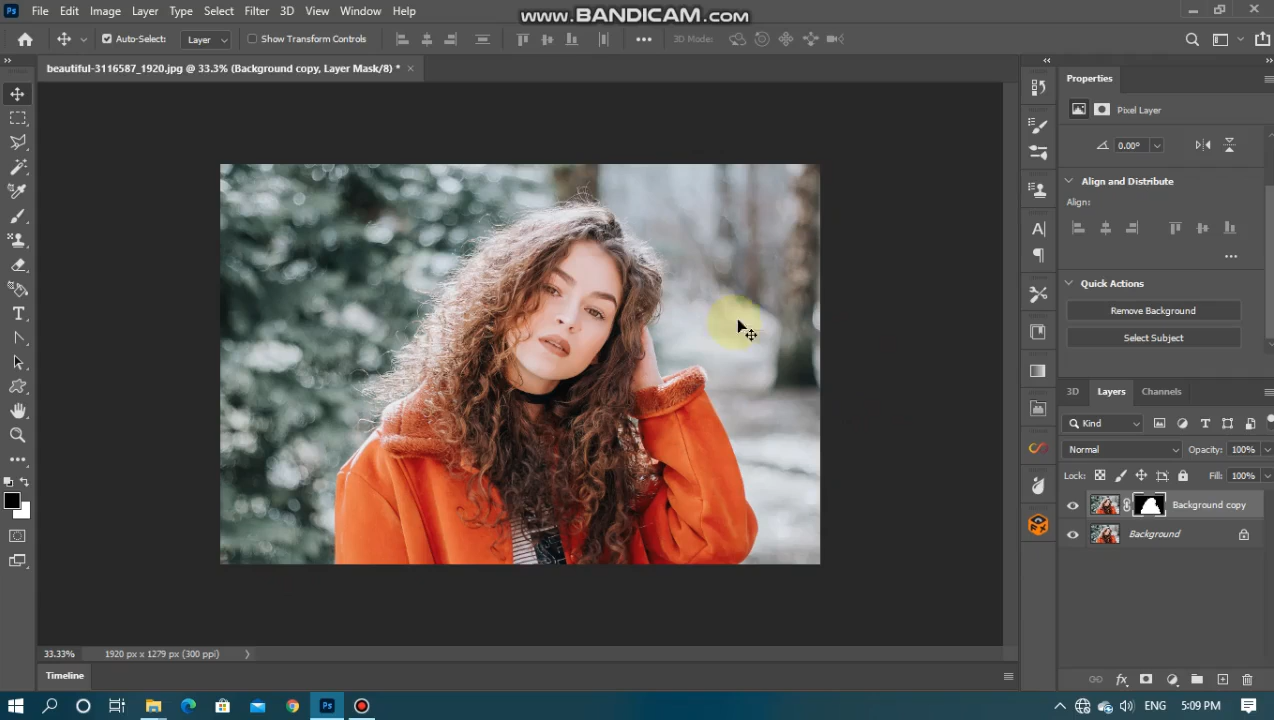 www.BANDICAM.com
Ps File Edit Image Layer Type Select Filter 3D View Window Help
Auto-Select: Layer Show Transform Controls 3D Mode:
beautiful-3116587_1920.jpg @ 33.3% (Background copy, Layer Mask/8) *
Properties
Pixel Layer
0.00°
Align and Distribute
Align:
Quick Actions
Remove Background
Select Subject
3D Layers Channels
Kind
Normal Opacity: 100%
Lock: Fill: 100%
Background copy
Background
33.33% 1920 px x 1279 px (300 ppi)
Timeline
Ps ENG 5:09 PM